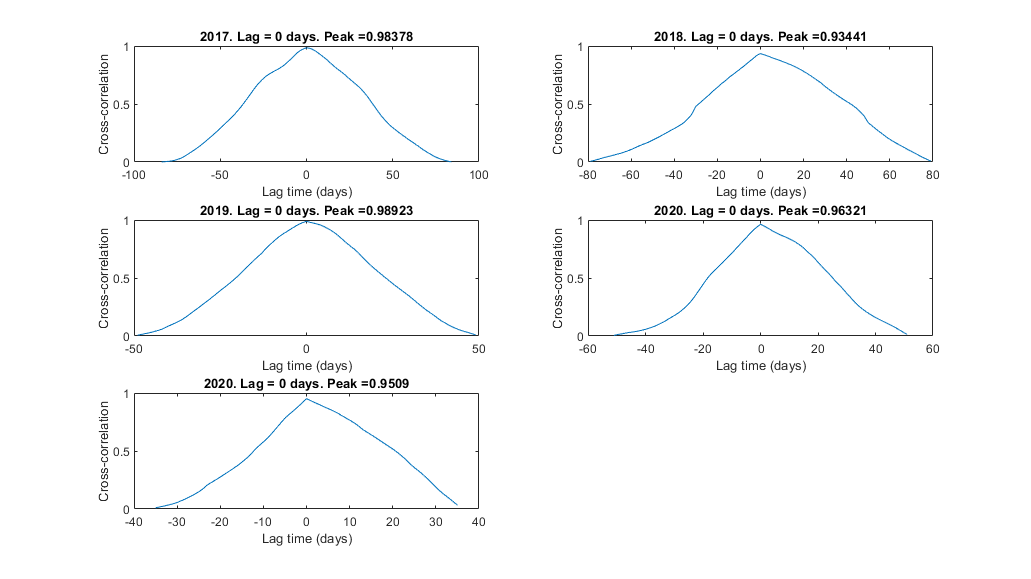 2017. Lag = 0 days. Peak =0.98378
Cross-correlation
1
0.5
0
-100 -50 0 50 100
Lag time (days)
2018. Lag = 0 days. Peak =0.93441
Cross-correlation
1
0.5
0
-80 -60 -40 -20 0 20 40 60 80
Lag time (days)
2019. Lag = 0 days. Peak =0.98923
Cross-correlation
1
0.5
0
-50 0 50
Lag time (days)
2020. Lag = 0 days. Peak =0.96321
Cross-correlation
1
0.5
0
-60 -40 -20 0 20 40 60
Lag time (days)
2020. Lag = 0 days. Peak =0.9509
Cross-correlation
1
0.5
0
-40 -30 -20 -10 0 10 20 30 40
Lag time (days)